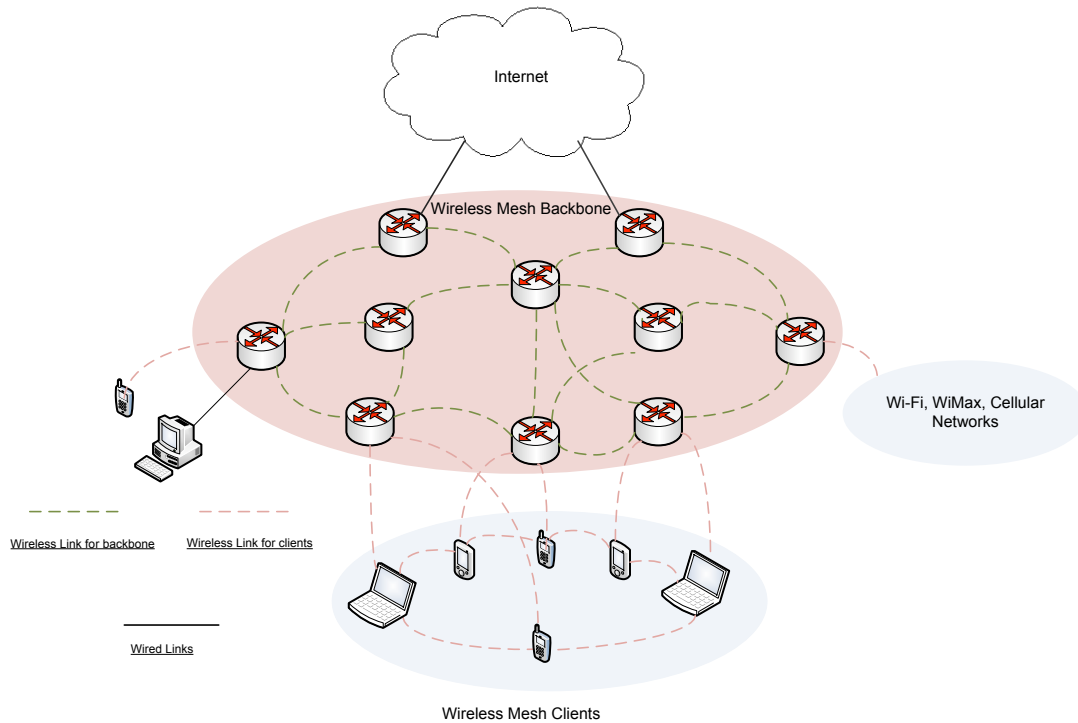 Internet
Wireless Mesh Backbone
Wi-Fi, WiMax, Cellular
Networks
Wireless Link for backbone
Wireless Link for clients
Wired Links
Wireless Mesh Clients